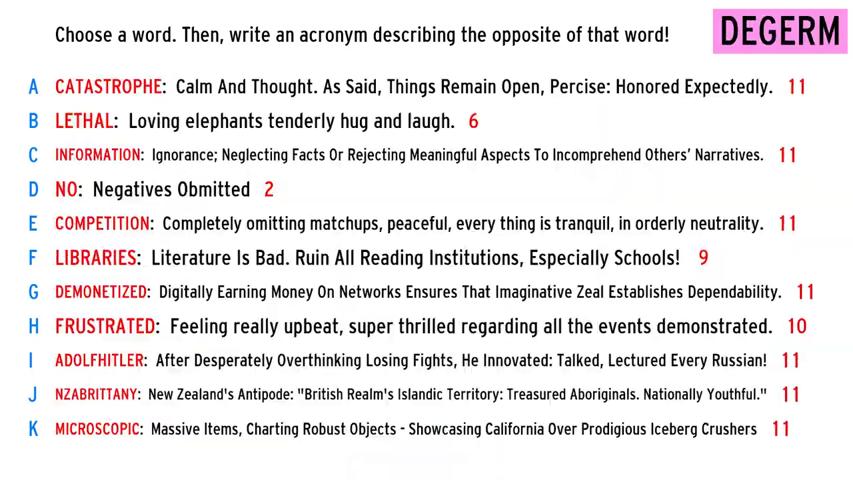 Choose a word. Then, write an acronym describing the opposite of that word!
DEGERM
A CATASTROPHE: Calm And Thought. As Said, Things Remain Open, Percise: Honored Expectedly. 11
B LETHAL: Loving elephants tenderly hug and laugh. 6
C INFORMATION: Ignorance; Neglecting Facts Or Rejecting Meaningful Aspects To Incomprehend Others' Narratives. 11
D NO: Negatives Obmitted 2
E COMPETITION: Completely omitting matchups, peaceful, every thing is tranquil, in orderly neutrality. 11
F LIBRARIES: Literature Is Bad. Ruin All Reading Institutions, Especially Schools! 9
G DEMONETIZED: Digitally Earning Money On Networks Ensures That Imaginative Zeal Establishes Dependability. 11
H FRUSTRATED: Feeling really upbeat, super thrilled regarding all the events demonstrated. 10
I ADOLFHITLER: After Desperately Overthinking Losing Fights, He Innovated: Talked, Lectured Every Russian! 11
J NZABRITTANY: New Zealand's Antipode: "British Realm's Islandic Territory: Treasured Aboriginals. Nationally Youthful." 11
K MICROSCOPIC: Massive Items, Charting Robust Objects - Showcasing California Over Prodigious Iceberg Crushers 11